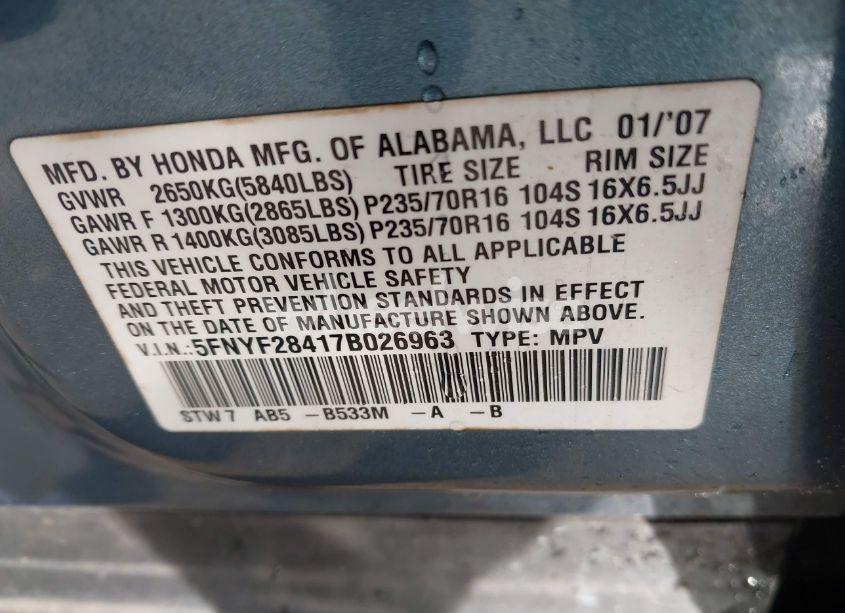 MFD. BY HONDA MFG. OF ALABAMA, LLC 01/'07
GVWR 2650KG(5840LBS) TIRE SIZE RIM SIZE
GAWR F 1300KG(2865LBS) P235/70R16 104S 16X6.5JJ
GAWR R 1400KG(3085LBS) P235/70R16 104S 16X6.5JJ
THIS VEHICLE CONFORMS TO ALL APPLICABLE
FEDERAL MOTOR VEHICLE SAFETY
AND THEFT PREVENTION STANDARDS IN EFFECT
ON THE DATE OF MANUFACTURE SHOWN ABOVE.
V.I.N.:5FNYF28417B026963 TYPE: MPV
STW7 AB5 -B533M -A -B